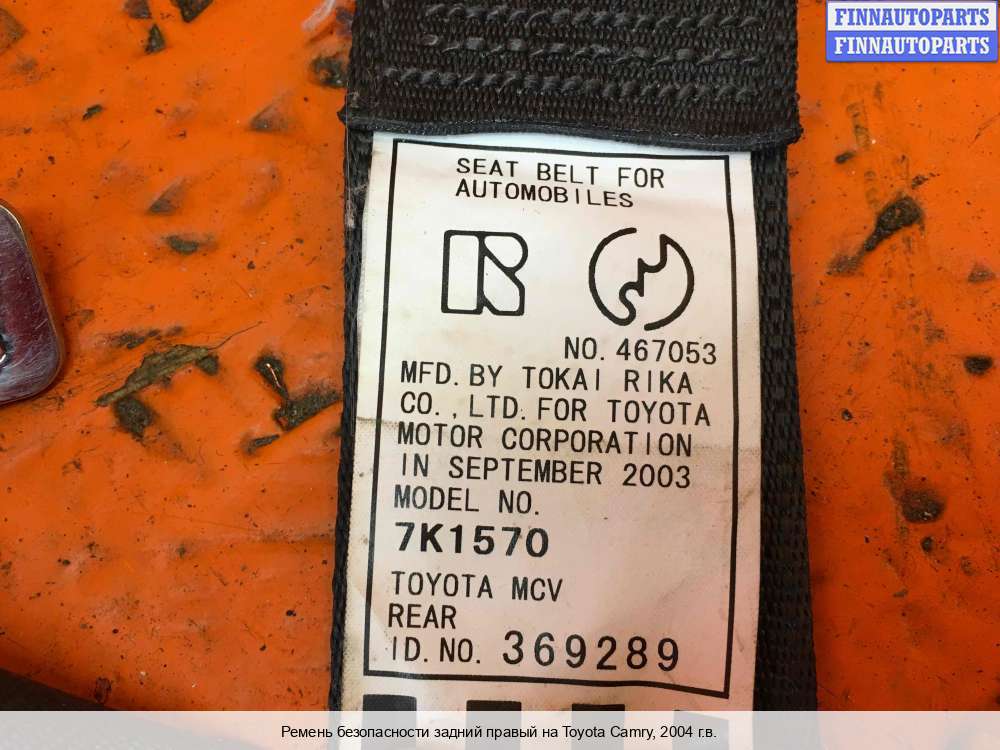 FINNAUTOPARTS
FINNAUTOPARTS
SEAT BELT FOR
AUTOMOBILES
NO. 467053
MFD. BY TOKAI RIKA
CO., LTD. FOR TOYOTA
MOTOR CORPORATION
IN SEPTEMBER 2003
MODEL NO.
7K1570
TOYOTA MCV
REAR
ID. NO. 369289
Ремень безопасности задний правый на Toyota Camry, 2004 г.в.